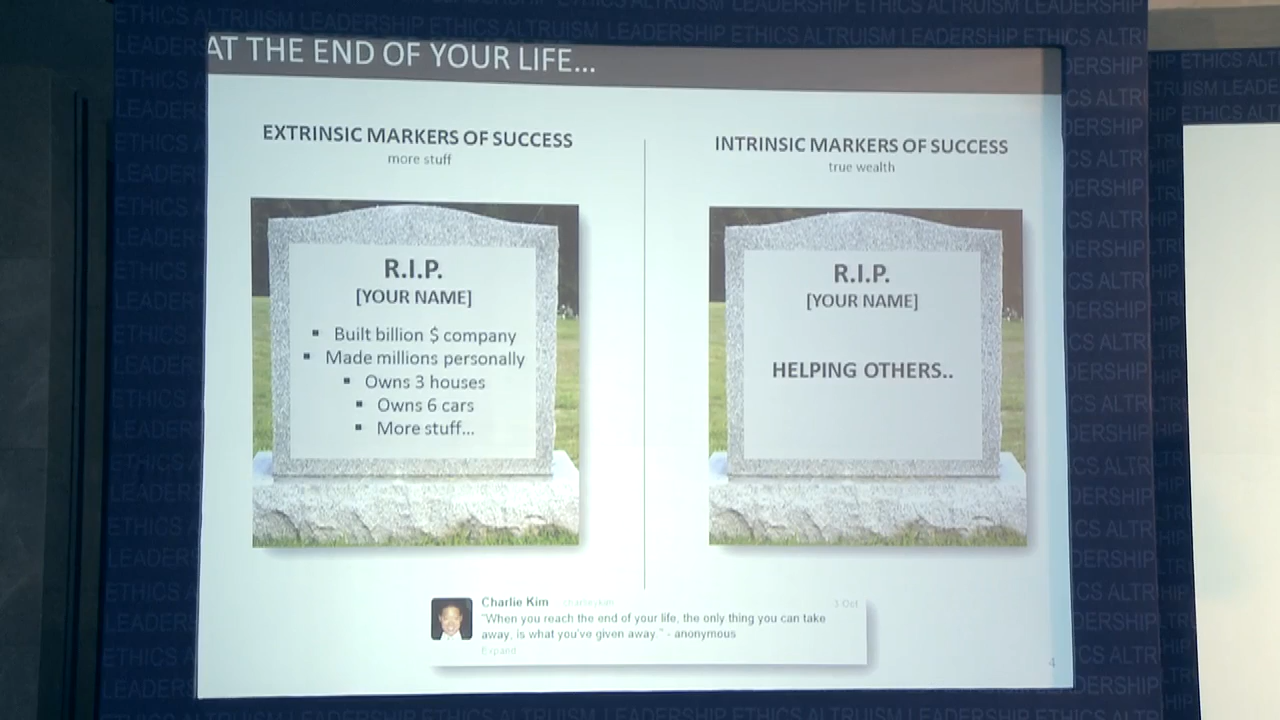 AT THE END OF YOUR LIFE...
EXTRINSIC MARKERS OF SUCCESS
more stuff
R.I.P.
[YOUR NAME]
▪ Built billion $ company
▪ Made millions personally
▪ Owns 3 houses
▪ Owns 6 cars
▪ More stuff...
INTRINSIC MARKERS OF SUCCESS
true wealth
R.I.P.
[YOUR NAME]
HELPING OTHERS..
Charlie Kim
3 Oct
"When you reach the end of your life, the only thing you can take
away, is what you've given away." - anonymous
Expand
4
ETHICS ALTRUISM LEADERSHIP